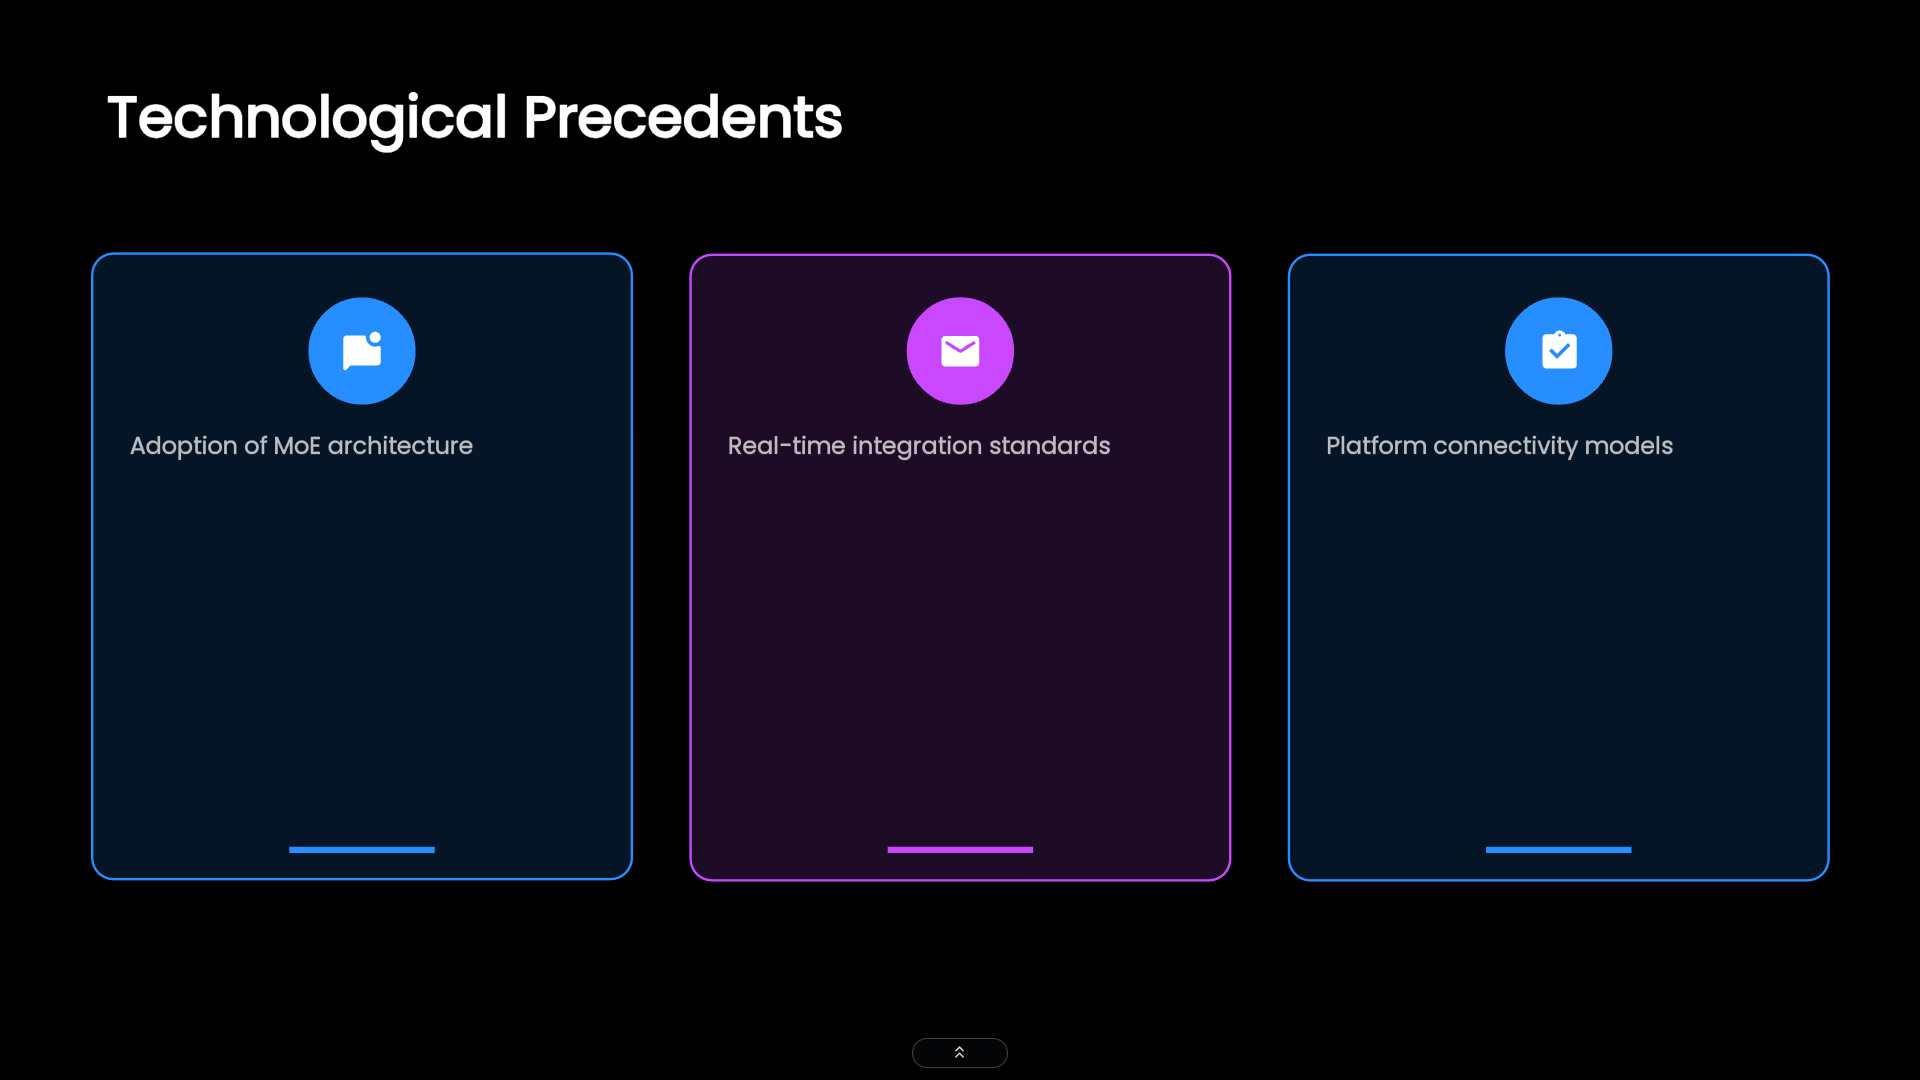 Technological Precedents
Adoption of MoE architecture
Real-time integration standards
Platform connectivity models